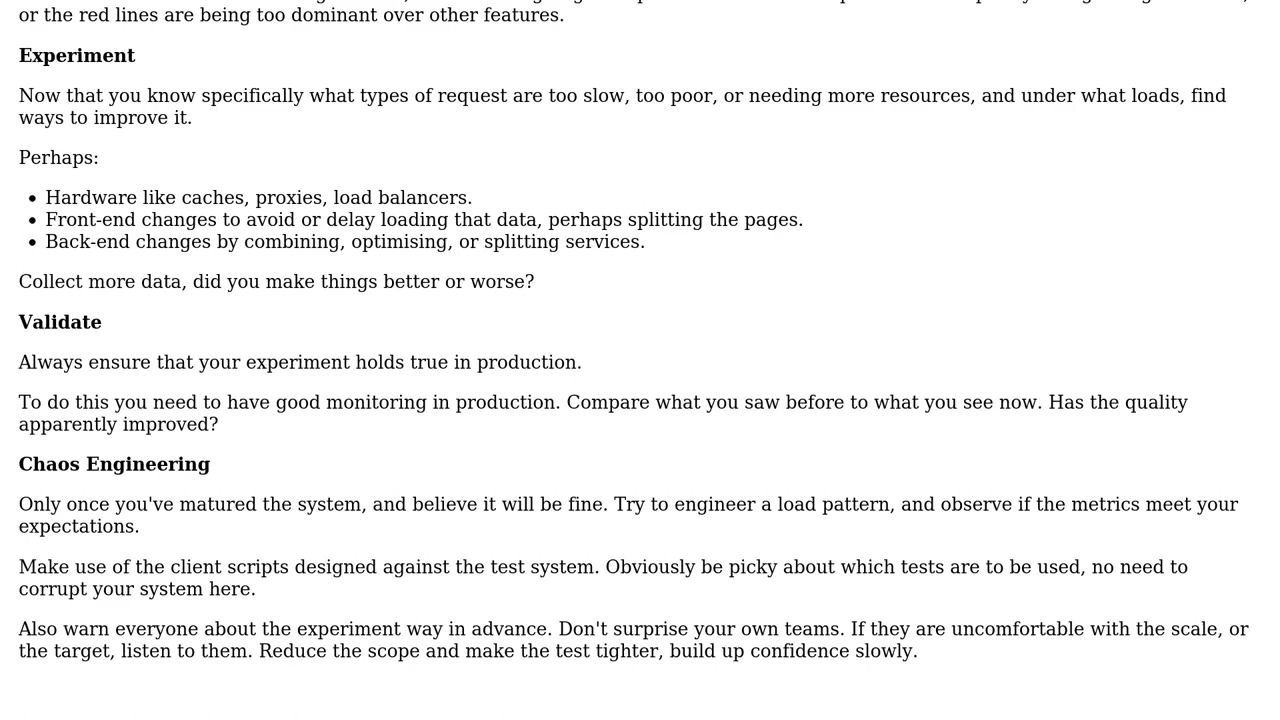 or the red lines are being too dominant over other features.
Experiment
Now that you know specifically what types of request are too slow, too poor, or needing more resources, and under what loads, find
ways to improve it.
Perhaps:
• Hardware like caches, proxies, load balancers.
• Front-end changes to avoid or delay loading that data, perhaps splitting the pages.
• Back-end changes by combining, optimising, or splitting services.
Collect more data, did you make things better or worse?
Validate
Always ensure that your experiment holds true in production.
To do this you need to have good monitoring in production. Compare what you saw before to what you see now. Has the quality
apparently improved?
Chaos Engineering
Only once you've matured the system, and believe it will be fine. Try to engineer a load pattern, and observe if the metrics meet your
expectations.
Make use of the client scripts designed against the test system. Obviously be picky about which tests are to be used, no need to
corrupt your system here.
Also warn everyone about the experiment way in advance. Don't surprise your own teams. If they are uncomfortable with the scale, or
the target, listen to them. Reduce the scope and make the test tighter, build up confidence slowly.